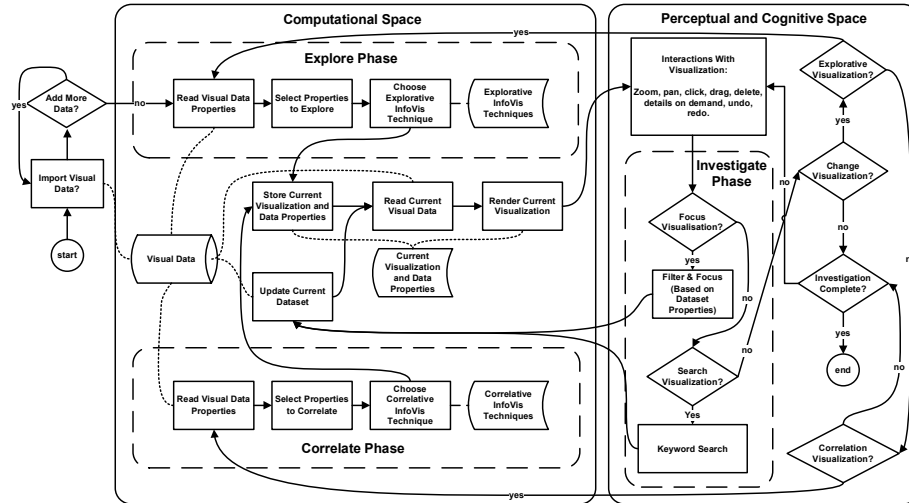 Computational Space
Perceptual and Cognitive Space
yes
Explore Phase
Add More
Data?
yes
no
Read Visual Data
Properties
Select Properties
to Explore
Choose
Explorative
InfoVis
Technique
Explorative
InfoVis
Techniques
Interactions With
Visualization:
Zoom, pan, click, drag, delete,
details on demand, undo,
redo.
Explorative
Visualization?
yes
Import Visual
Data?
start
Visual Data
Store Current
Visualization and
Data Properties
Read Current
Visual Data
Render Current
Visualization
Current
Visualization
and Data
Properties
Update Current
Dataset
Investigate
Phase
Focus
Visualisation?
yes
no
Filter & Focus
(Based on
Dataset
Properties)
Search
Visualization?
no
Yes
Keyword Search
Change
Visualization?
no
no
Investigation
Complete?
yes
end
no
Correlation
Visualization?
Read Visual Data
Properties
Select Properties
to Correlate
Choose
Correlative
InfoVis
Technique
Correlative
InfoVis
Techniques
Correlate Phase
yes